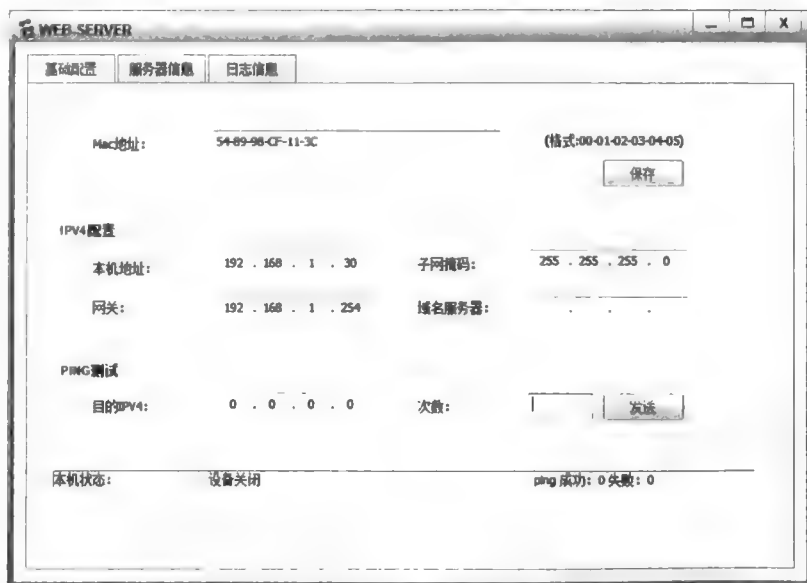 WEB SERVER
基础配置 服务器信息 日志信息
Mac地址: 54-89-98-CF-11-3C (格式:00-01-02-03-04-05)
保存
IPV4配置
本机地址: 192 . 168 . 1 . 30 子网掩码: 255 . 255 . 255 . 0
网关: 192 . 168 . 1 . 254 域名服务器: . . .
PING测试
目的IPV4: 0 . 0 . 0 . 0 次数: 发送
本机状态: 设备关闭 ping 成功: 0 失败: 0